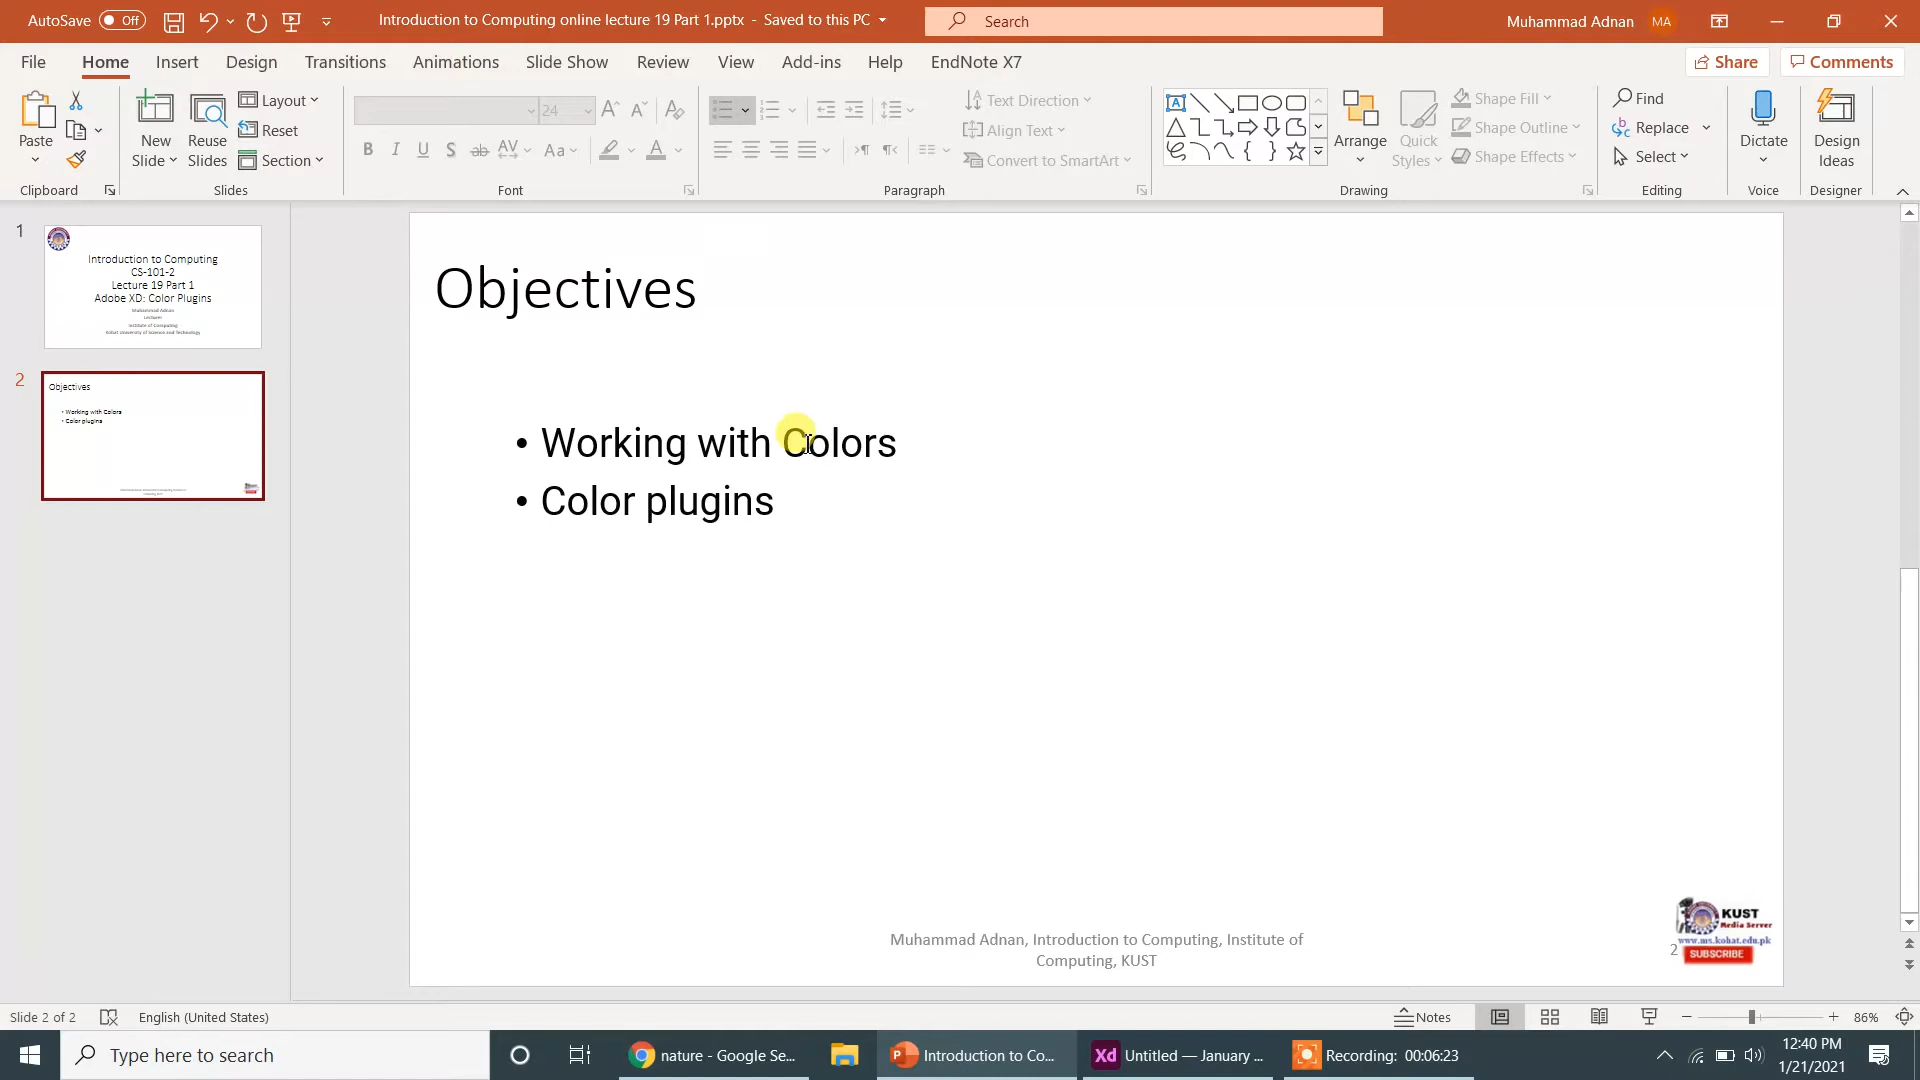 AutoSave Off
Introduction to Computing online lecture 19 Part 1.pptx - Saved to this PC
Search
Muhammad Adnan MA
File Home Insert Design Transitions Animations Slide Show Review View Add-ins Help EndNote X7
Share Comments
Paste
New Slide
Reuse Slides
Layout
Reset
Section
24
B I U S ab AV Aa A
Text Direction
Align Text
Convert to SmartArt
Arrange
Quick Styles
Shape Fill
Shape Outline
Shape Effects
Find
Replace
Select
Dictate
Design Ideas
Clipboard Slides Font Paragraph Drawing Editing Voice Designer
1
Introduction to Computing
CS-101-2
Lecture 19 Part 1
Adobe XD: Color Plugins
Muhammad Adnan
Lecturer
Institute of Computing
Kohat University of Science and Technology
2
Objectives
• Working with Colors
• Color plugins
Objectives
• Working with Colors
• Color plugins
Muhammad Adnan, Introduction to Computing, Institute of
Computing, KUST
2
KUST
Media Server
www.ms.kohat.edu.pk
SUBSCRIBE
Slide 2 of 2 English (United States)
Notes
86%
Type here to search
nature - Google Se...
Introduction to Co...
Xd Untitled — January ...
Recording: 00:06:23
12:40 PM
1/21/2021